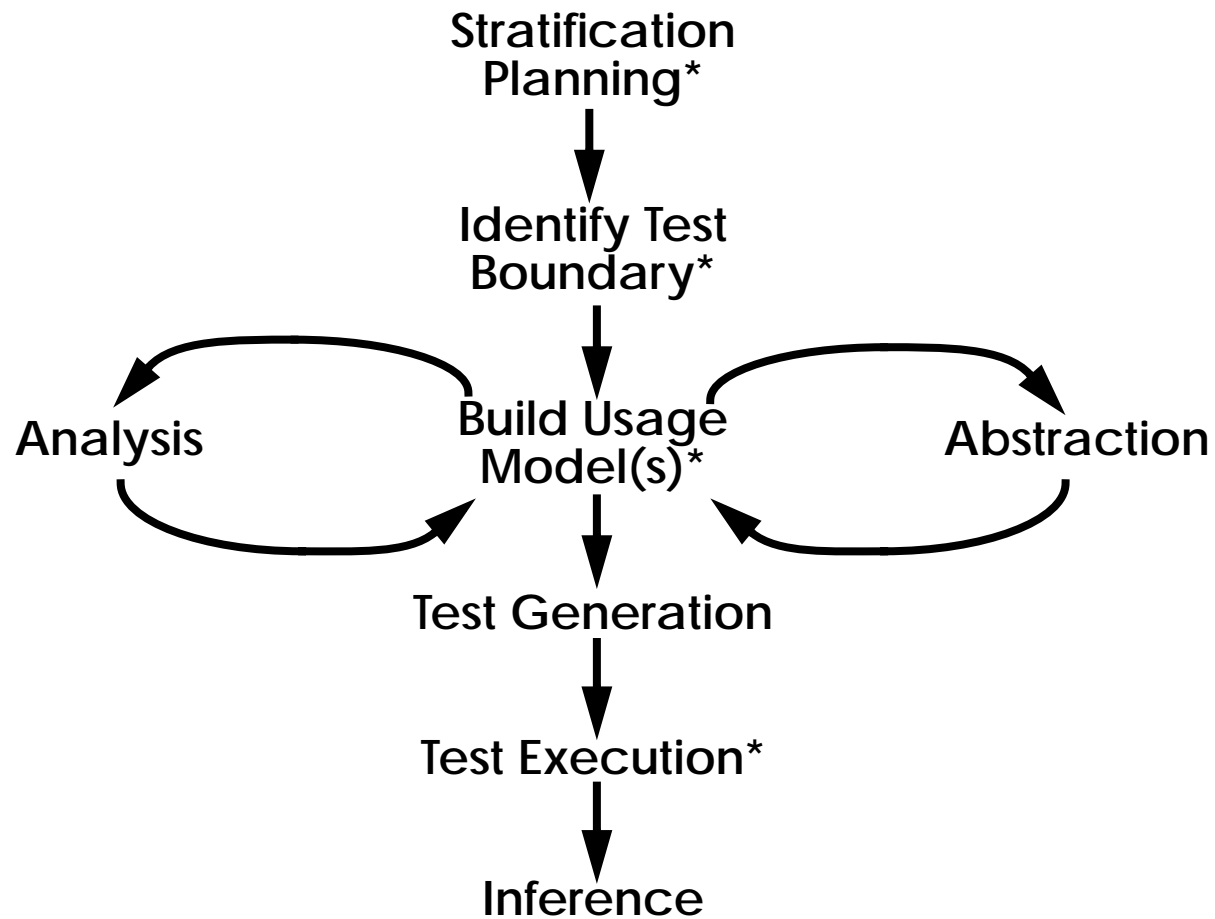 Stratification
Planning*
Identify Test
Boundary*
Analysis
Build Usage
Model(s)*
Abstraction
Test Generation
Test Execution*
Inference